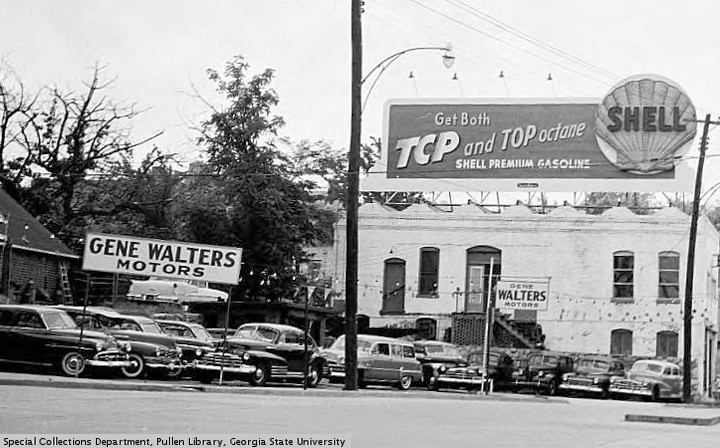 Get Both
TCP and TOP octane
SHELL PREMIUM GASOLINE
SHELL
GENE WALTERS
MOTORS
GENE
WALTERS
MOTORS
Special Collections Department, Pullen Library, Georgia State University